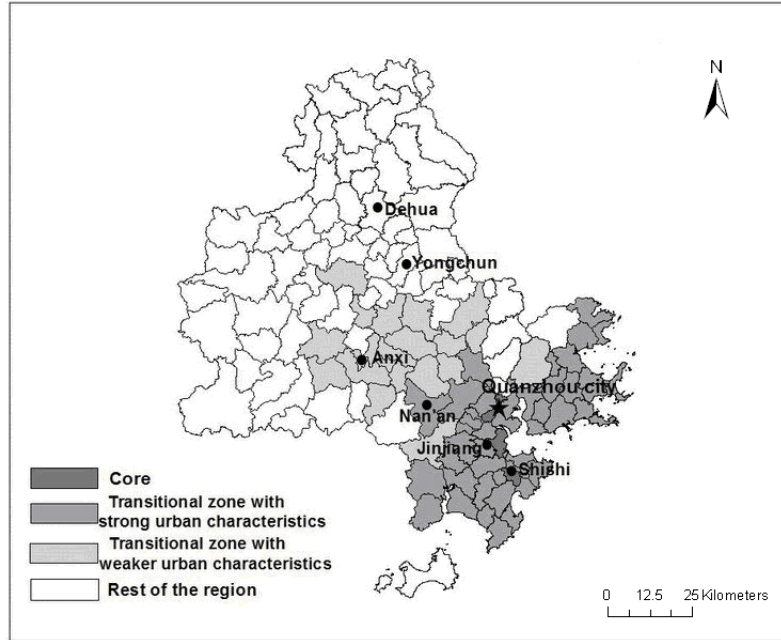 N
Dehua
Yongchun
Anxi
Quanzhou city
Nan'an
Jinjiang
Shishi
Core
Transitional zone with
strong urban characteristics
Transitional zone with
weaker urban characteristics
Rest of the region
0 12.5 25 Kilometers